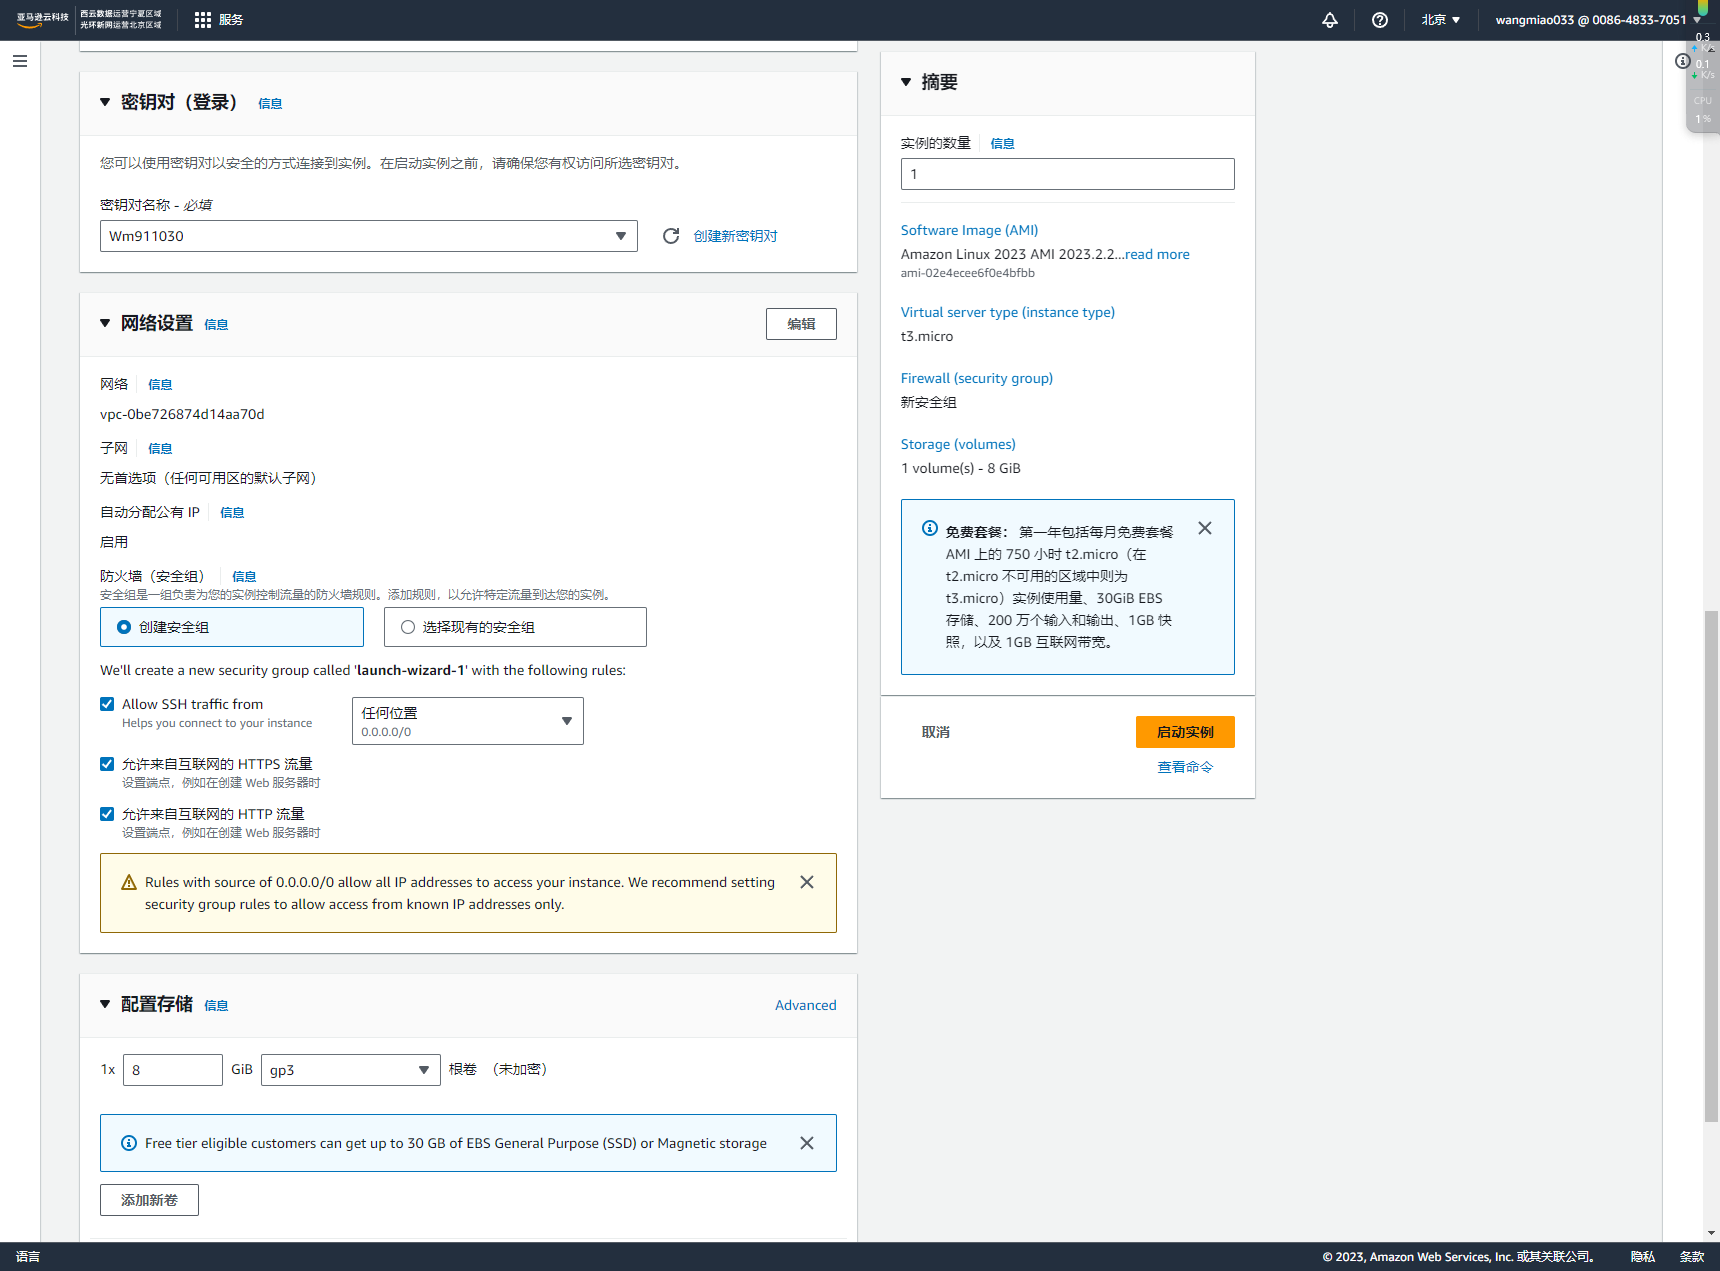 亚马逊云科技
西云数据运营宁夏区域
光环新网运营北京区域
服务
北京
wangmiao033 @ 0086-4833-7051
0.3
K/s
0.1
K/s
CPU
1%
密钥对（登录） 信息
您可以使用密钥对以安全的方式连接到实例。在启动实例之前，请确保您有权访问所选密钥对。
密钥对名称 - 必填
Wm911030
创建新密钥对
网络设置 信息
编辑
网络 信息
vpc-0be726874d14aa70d
子网 信息
无首选项（任何可用区的默认子网）
自动分配公有 IP 信息
启用
防火墙（安全组） 信息
安全组是一组负责为您的实例控制流量的防火墙规则。添加规则，以允许特定流量到达您的实例。
创建安全组
选择现有的安全组
We'll create a new security group called 'launch-wizard-1' with the following rules:
Allow SSH traffic from
Helps you connect to your instance
任何位置
0.0.0.0/0
允许来自互联网的 HTTPS 流量
设置端点，例如在创建 Web 服务器时
允许来自互联网的 HTTP 流量
设置端点，例如在创建 Web 服务器时
Rules with source of 0.0.0.0/0 allow all IP addresses to access your instance. We recommend setting
security group rules to allow access from known IP addresses only.
配置存储 信息
Advanced
1x 8 GiB gp3 根卷 （未加密）
Free tier eligible customers can get up to 30 GB of EBS General Purpose (SSD) or Magnetic storage
添加新卷
摘要
实例的数量 信息
1
Software Image (AMI)
Amazon Linux 2023 AMI 2023.2.2...read more
ami-02e4ecee6f0e4bfbb
Virtual server type (instance type)
t3.micro
Firewall (security group)
新安全组
Storage (volumes)
1 volume(s) - 8 GiB
免费套餐： 第一年包括每月免费套餐
AMI 上的 750 小时 t2.micro（在
t2.micro 不可用的区域中则为
t3.micro）实例使用量、30GiB EBS
存储、200 万个输入和输出、1GB 快
照，以及 1GB 互联网带宽。
取消
启动实例
查看命令
语言
© 2023, Amazon Web Services, Inc. 或其关联公司。
隐私
条款